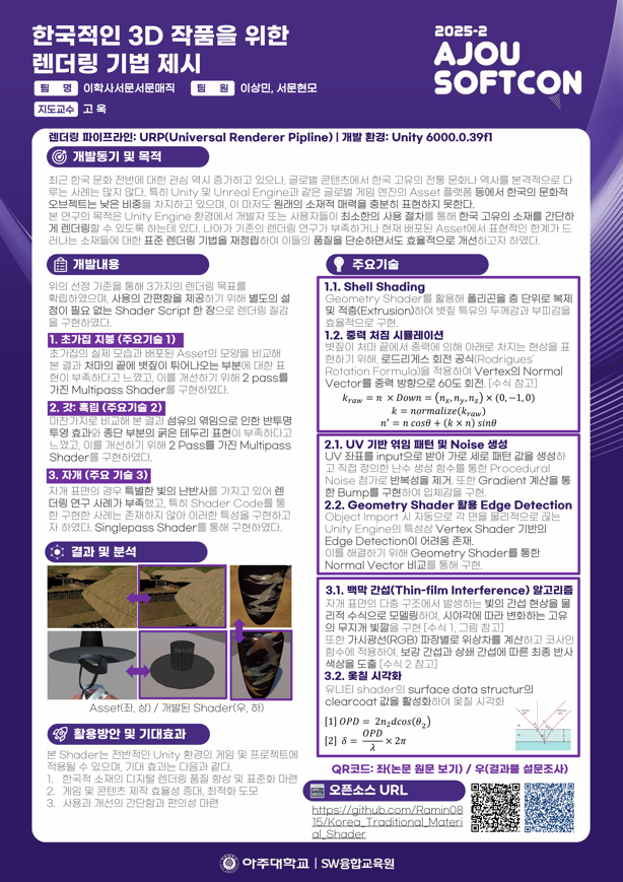 한국적인 3D 작품을 위한
렌더링 기법 제시
2025-2
AJOU
SOFTCON
팀 명 이학사서문서문매직 팀 원 이상민, 서문현모
지도교수 고 욱
렌더링 파이프라인: URP(Universal Renderer Pipline) | 개발 환경: Unity 6000.0.39f1
개발동기 및 목적
최근 한국 문화 전반에 대한 관심 역시 증가하고 있으나, 글로벌 콘텐츠에서 한국 고유의 전통 문화나 역사를 본격적으로 다
루는 사례는 많지 않다. 특히 Unity 및 Unreal Engine과 같은 글로벌 게임 엔진의 Asset 플랫폼 등에서 한국의 문화적
오브젝트는 낮은 비중을 차지하고 있으며, 이 마저도 원래의 소재적 매력을 충분히 표현하지 못한다.
본 연구의 목적은 Unity Engine 환경에서 개발자 또는 사용자들이 최소한의 사용 절차를 통해 한국 고유의 소재를 간단하
게 렌더링할 수 있도록 하는데 있다. 나아가 기존의 렌더링 연구가 부족하거나 현재 배포된 Asset에서 표현적인 한계가 드
러나는 소재들에 대한 표준 렌더링 기법을 재정립하여 이들의 품질을 단순하면서도 효율적으로 개선하고자 하였다.
개발내용
위의 선정 기준을 통해 3가지의 렌더링 목표를
확립하였으며, 사용의 간편함을 제공하기 위해 별도의 설
정이 필요 없는 Shader Script 한 장으로 렌더링 질감
을 구현하였다.
1. 초가집 지붕 (주요기술 1)
초가집의 실제 모습과 배포된 Asset의 모양을 비교해
본 결과 처마의 끝에 볏짚이 튀어나오는 부분에 대한 표
현이 부족하다고 느꼈고, 이를 개선하기 위해 2 pass를
가진 Multipass Shader를 구현하였다.
2. 갓: 흑립 (주요기술 2)
마찬가지로 비교해 본 결과 섬유의 엮임으로 인한 반투명
투영 효과와 종단 부분의 굵은 테두리 표현이 부족하다고
느꼈고, 이를 개선하기 위해 2 Pass를 가진 Multipass
Shader를 구현하였다.
3. 자개 (주요 기술 3)
자개 표면의 경우 특별한 빛의 난반사를 가지고 있어 렌
더링 연구 사례가 부족했고, 특히 Shader Code를 통
한 구현한 사례는 존재하지 않아 이러한 특성을 구현하고
자 하였다. Singlepass Shader를 통해 구현하였다.
결과 및 분석
Asset(좌, 상) / 개발된 Shader(우, 하)
활용방안 및 기대효과
본 Shader는 전반적인 Unity 환경의 게임 및 프로젝트에
적용될 수 있으며, 기대 효과는 다음과 같다.
1. 한국적 소재의 디지털 렌더링 품질 향상 및 표준화 마련
2. 게임 및 콘텐츠 제작 효율성 증대, 최적화 도모
3. 사용과 개선의 간단함과 편의성 마련
주요기술
1.1. Shell Shading
Geometry Shader를 활용해 폴리곤을 층 단위로 복제
및 적층(Extrusion)하여 볏짚 특유의 두께감과 부피감을
효율적으로 구현.
1.2. 중력 처짐 시뮬레이션
볏짚이 처마 끝에서 중력에 의해 아래로 처지는 현상을 표
현하기 위해, 로드리게스 회전 공식(Rodrigues'
Rotation Formula)을 적용하여 Vertex의 Normal
Vector를 중력 방향으로 60도 회전. [수식 참고]
k_raw = n × Down = (n_x, n_y, n_z) × (0, −1, 0)
k = normalize(k_raw)
n' = n cosθ + (k × n) sinθ
2.1. UV 기반 엮임 패턴 및 Noise 생성
UV 좌표를 input으로 받아 가로 세로 패턴 값을 생성하
고 직접 정의한 난수 생성 함수를 통한 Procedural
Noise 첨가로 반복성을 제거. 또한 Gradient 계산을 통
한 Bump를 구현하여 입체감을 구현.
2.2. Geometry Shader 활용 Edge Detection
Object Import 시 자동으로 각 면을 물리적으로 끊는
Unity Engine의 특성상 Vertex Shader 기반의
Edge Detection이 어려움 존재.
이를 해결하기 위해 Geometry Shader를 통한
Normal Vector 비교를 통해 구현.
3.1. 백막 간섭(Thin-film Interference) 알고리즘
자개 표면의 다층 구조에서 발생하는 빛의 간섭 현상을 물
리적 수식으로 모델링하여, 시야각에 따라 변화하는 고유
의 무지개 빛깔을 구현 [수식 1, 그림 참고]
또한 가시광선(RGB) 파장별로 위상차를 계산하고 코사인
함수에 적용하여, 보강 간섭과 상쇄 간섭에 따른 최종 반사
색상을 도출 [수식 2 참고]
3.2. 옻칠 시각화
유니티 shader의 surface data structur의
clearcoat 값을 활성화하여 옻칠 시각화
[1] OPD = 2n₂dcos(θ₂)
[2] δ = OPD/λ × 2π
QR코드: 좌(논문 원문 보기) / 우(결과물 설문조사)
오픈소스 URL
https://github.com/Ramin08
15/Korea_Traditional_Materi
al_Shader
아주대학교 | SW융합교육원